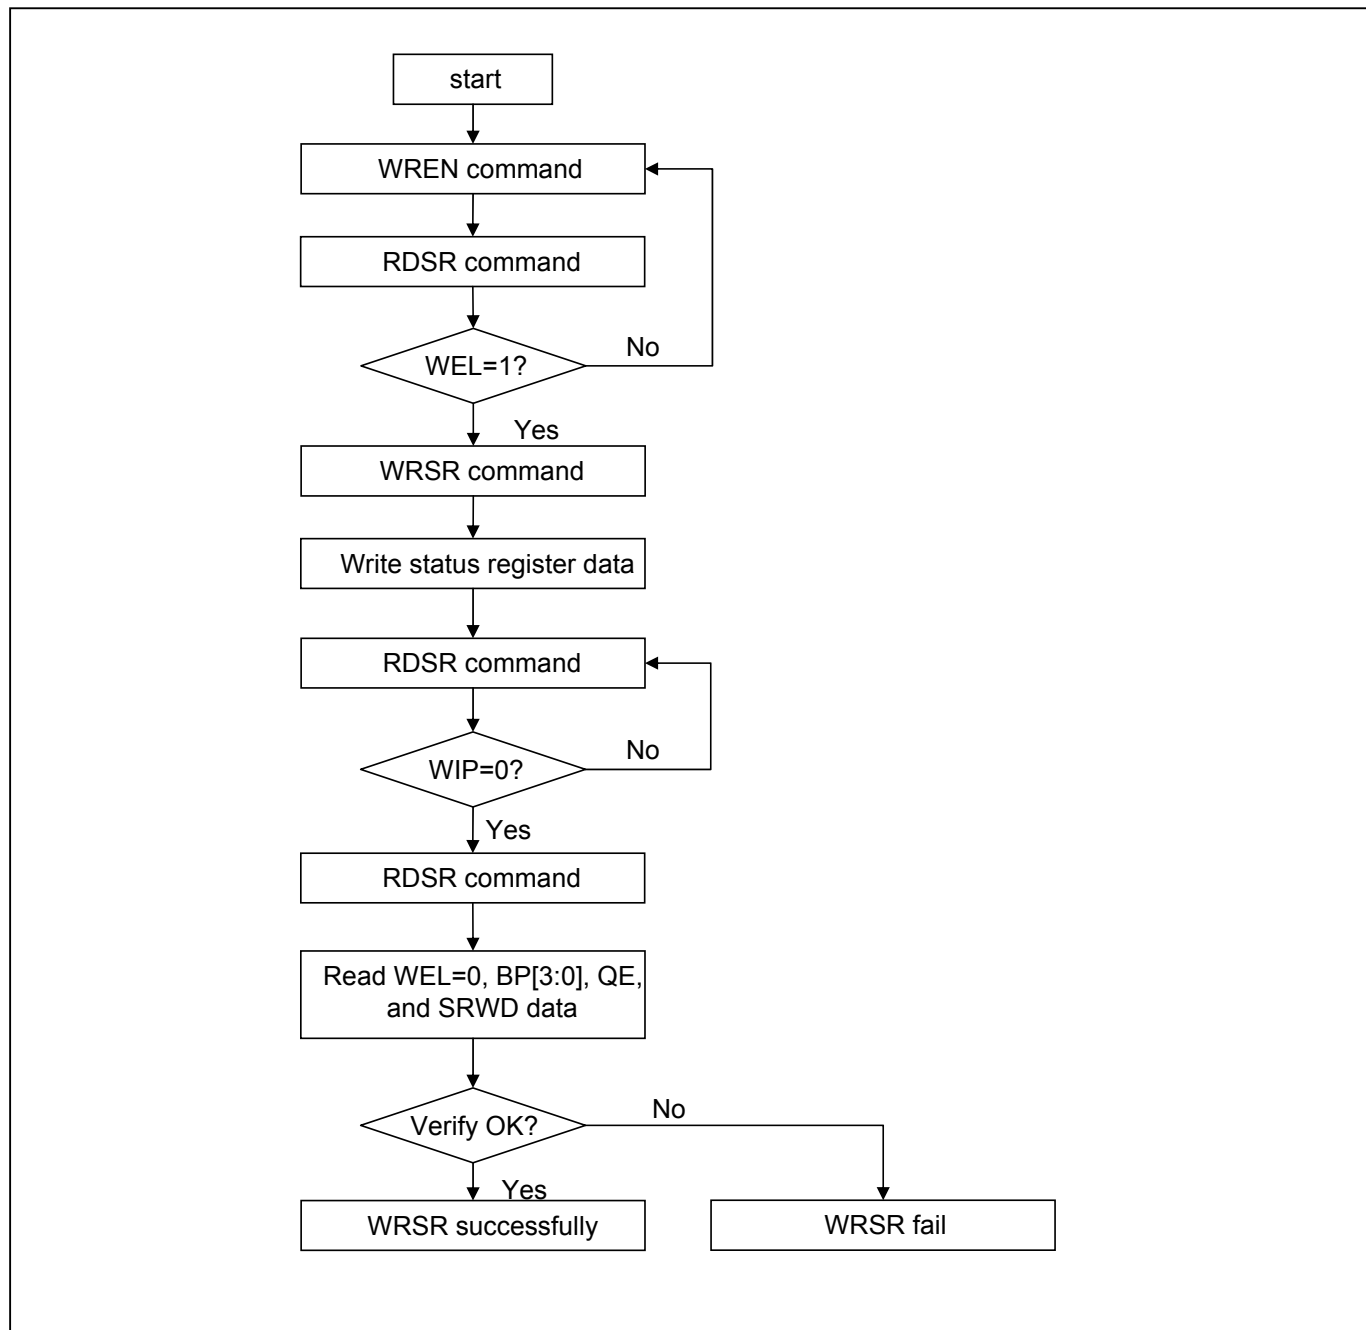 start
WREN command
RDSR command
WEL=1?
No
Yes
WRSR command
Write status register data
RDSR command
WIP=0?
No
Yes
RDSR command
Read WEL=0, BP[3:0], QE,
and SRWD data
Verify OK?
No
Yes
WRSR successfully
WRSR fail